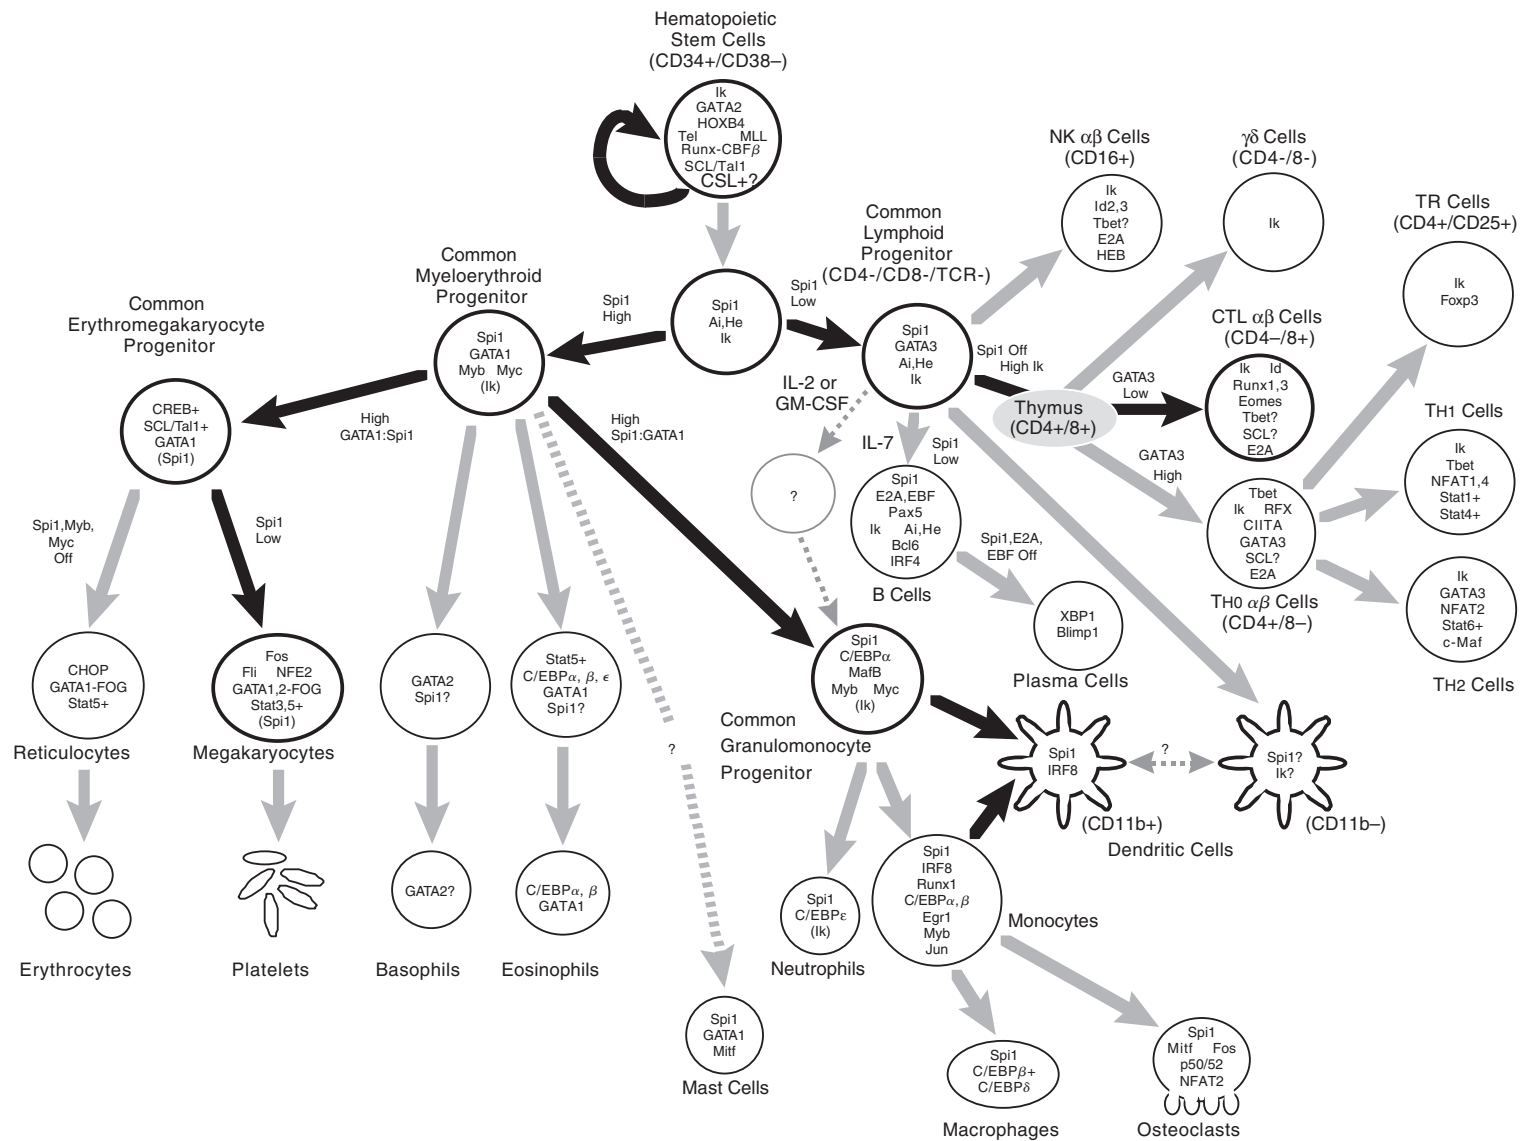 Hematopoietic
Stem Cells
(CD34+/CD38–)
Ik
GATA2
HOXB4
Tel MLL
Runx-CBFβ
SCL/Tal1
CSL+?
Spi1
Ai,He
Ik
Spi1
High
Spi1
Low
Common
Myeloerythroid
Progenitor
Spi1
GATA1
Myb Myc
(Ik)
Common
Erythromegakaryocyte
Progenitor
CREB+
SCL/Tal1+
GATA1
(Spi1)
High
GATA1:Spi1
High
Spi1:GATA1
Spi1,Myb,
Myc
Off
Spi1
Low
CHOP
GATA1-FOG
Stat5+
Reticulocytes
Erythrocytes
Fos
Fli NFE2
GATA1,2-FOG
Stat3,5+
(Spi1)
Megakaryocytes
Platelets
GATA2
Spi1?
GATA2?
Basophils
Stat5+
C/EBPα, β, ϵ
GATA1
Spi1?
C/EBPα, β
GATA1
Eosinophils
?
Spi1
GATA1
Mitf
Mast Cells
Common
Lymphoid
Progenitor
(CD4-/CD8-/TCR-)
Spi1
GATA3
Ai,He
Ik
IL-2 or
GM-CSF
?
IL-7
Spi1
Low
Spi1
E2A,EBF
Pax5
Ik Ai,He
Bcl6
IRF4
B Cells
Spi1,E2A,
EBF Off
XBP1
Blimp1
Plasma Cells
Spi1 Off
High Ik
Thymus
(CD4+/8+)
GATA3
Low
GATA3
High
NK αβ Cells
(CD16+)
Ik
Id2,3
Tbet?
E2A
HEB
γδ Cells
(CD4-/8-)
Ik
CTL αβ Cells
(CD4–/8+)
Ik Id
Runx1,3
Eomes
Tbet?
SCL?
E2A
Tbet
Ik RFX
CIITA
GATA3
SCL?
E2A
TH0 αβ Cells
(CD4+/8–)
TR Cells
(CD4+/CD25+)
Ik
Foxp3
TH1 Cells
Ik
Tbet
NFAT1,4
Stat1+
Stat4+
Ik
GATA3
NFAT2
Stat6+
c-Maf
TH2 Cells
Spi1
C/EBPα
MafB
Myb Myc
(Ik)
Common
Granulomonocyte
Progenitor
Spi1
IRF8
(CD11b+)
?
Spi1?
Ik?
(CD11b–)
Dendritic Cells
Spi1
C/EBPε
(Ik)
Neutrophils
Spi1
IRF8
Runx1
C/EBPα,β
Egr1
Myb
Jun
Monocytes
Spi1
C/EBPβ+
C/EBPδ
Macrophages
Spi1
Mitf Fos
p50/52
NFAT2
Osteoclasts